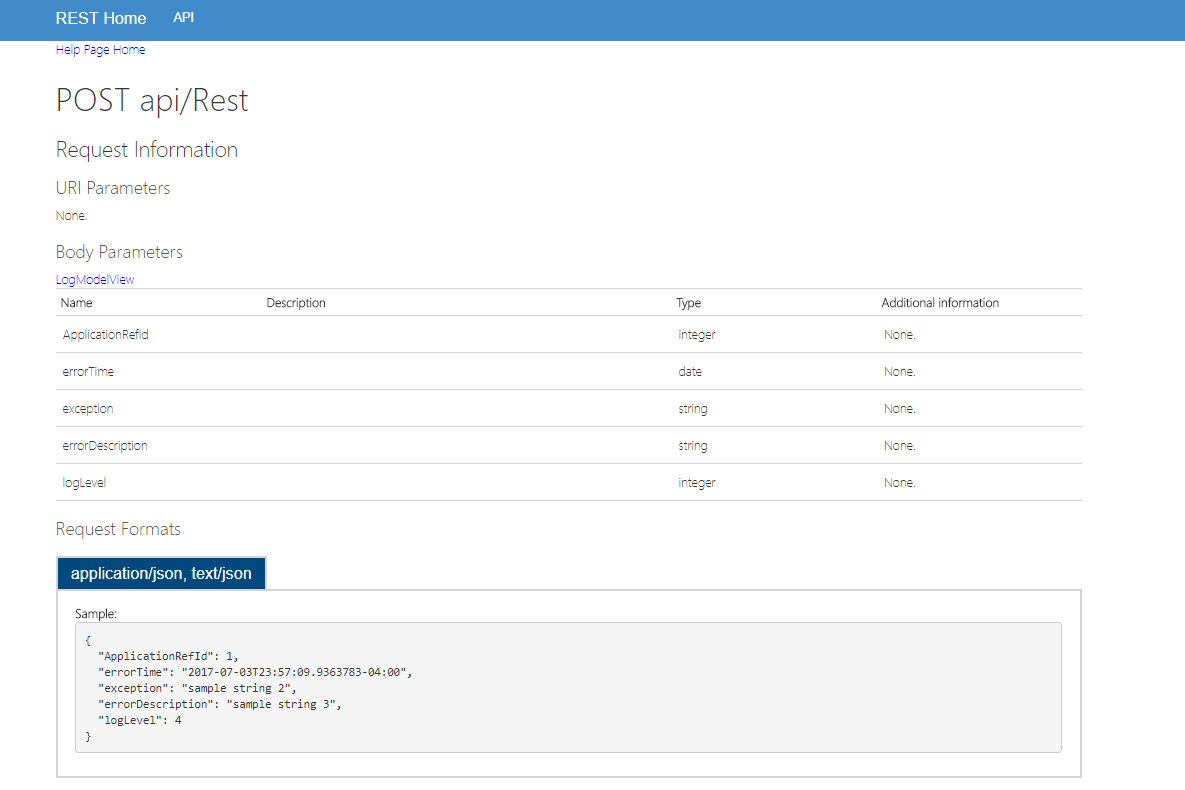 REST Home API
Help Page Home
POST api/Rest
Request Information
URI Parameters
None.
Body Parameters
LogModelView
Name Description Type Additional information
ApplicationRefId integer None.
errorTime date None.
exception string None.
errorDescription string None.
logLevel integer None.
Request Formats
application/json, text/json
Sample:
{
  "ApplicationRefId": 1,
  "errorTime": "2017-07-03T23:57:09.9363783-04:00",
  "exception": "sample string 2",
  "errorDescription": "sample string 3",
  "logLevel": 4
}